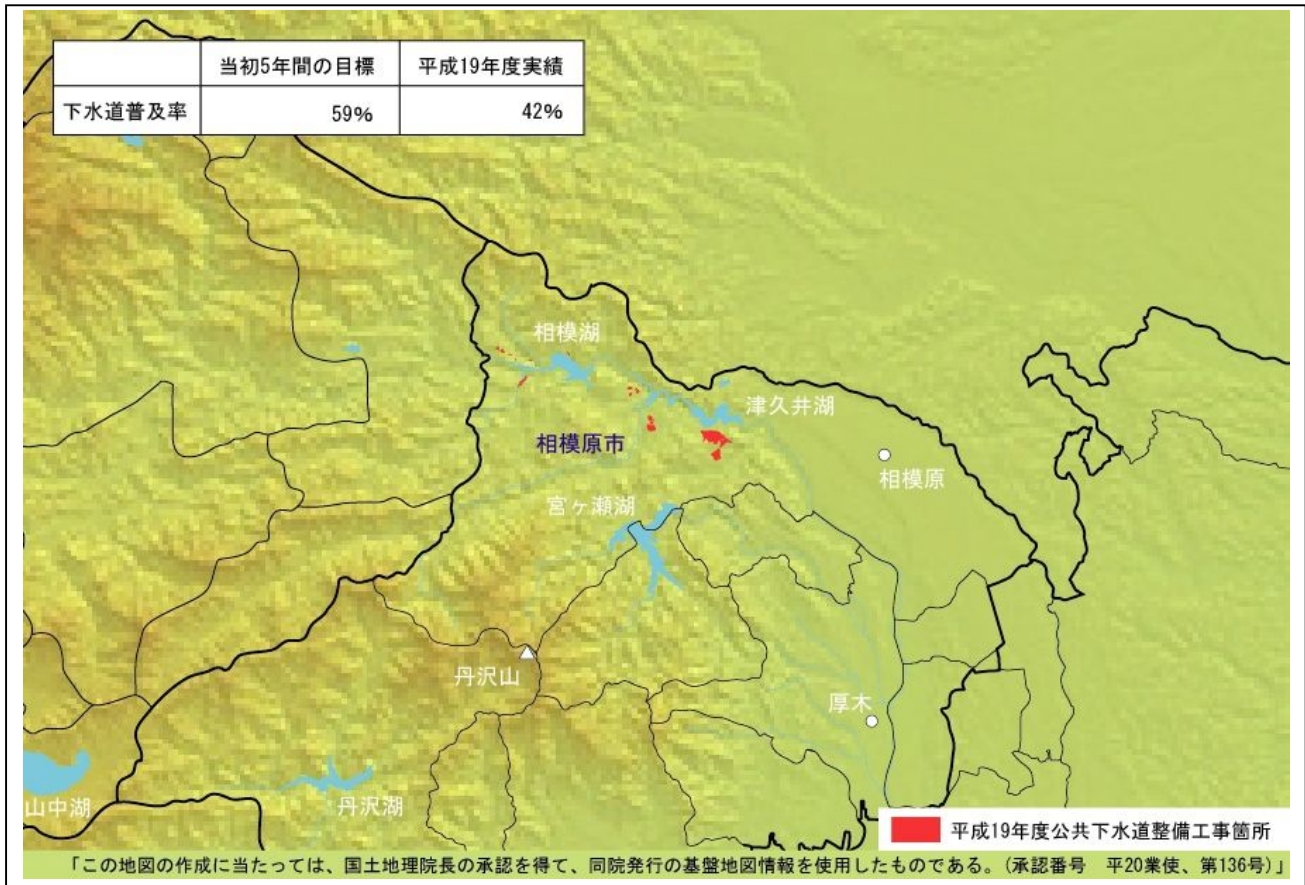 当初5年間の目標 平成19年度実績
下水道普及率 59% 42%
相模湖
津久井湖
相模原市
相模原
宮ヶ瀬湖
丹沢山
厚木
山中湖
丹沢湖
平成19年度公共下水道整備工事箇所
「この地図の作成に当たっては、国土地理院長の承認を得て、同院発行の基盤地図情報を使用したものである。(承認番号 平20業使、第136号)」